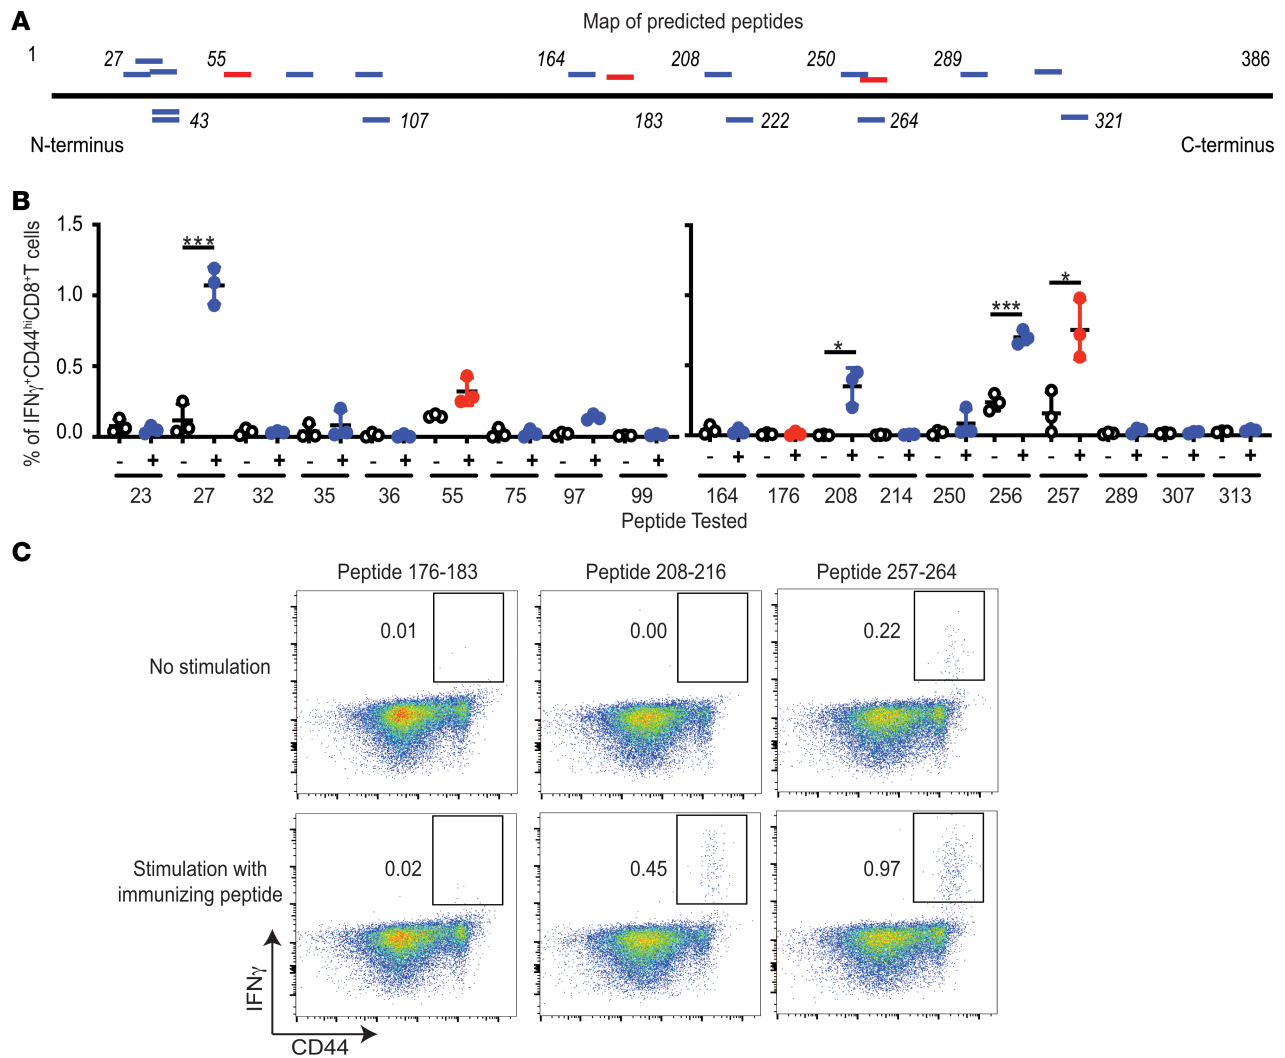 A
Map of predicted peptides
1 27 55 164 208 250 289 386
43 107 183 222 264 321
N-terminus C-terminus
B
% of IFNγ⁺CD44ʰⁱCD8⁺T cells
1.5
1.0
0.5
0.0
*** * *** *
- + - + - + - + - + - + - + - + - + - + - + - + - + - + - + - + - + - + - +
23 27 32 35 36 55 75 97 99 164 176 208 214 250 256 257 289 307 313
Peptide Tested
C
Peptide 176-183 Peptide 208-216 Peptide 257-264
No stimulation
0.01 0.00 0.22
Stimulation with
immunizing peptide
0.02 0.45 0.97
IFNγ
CD44